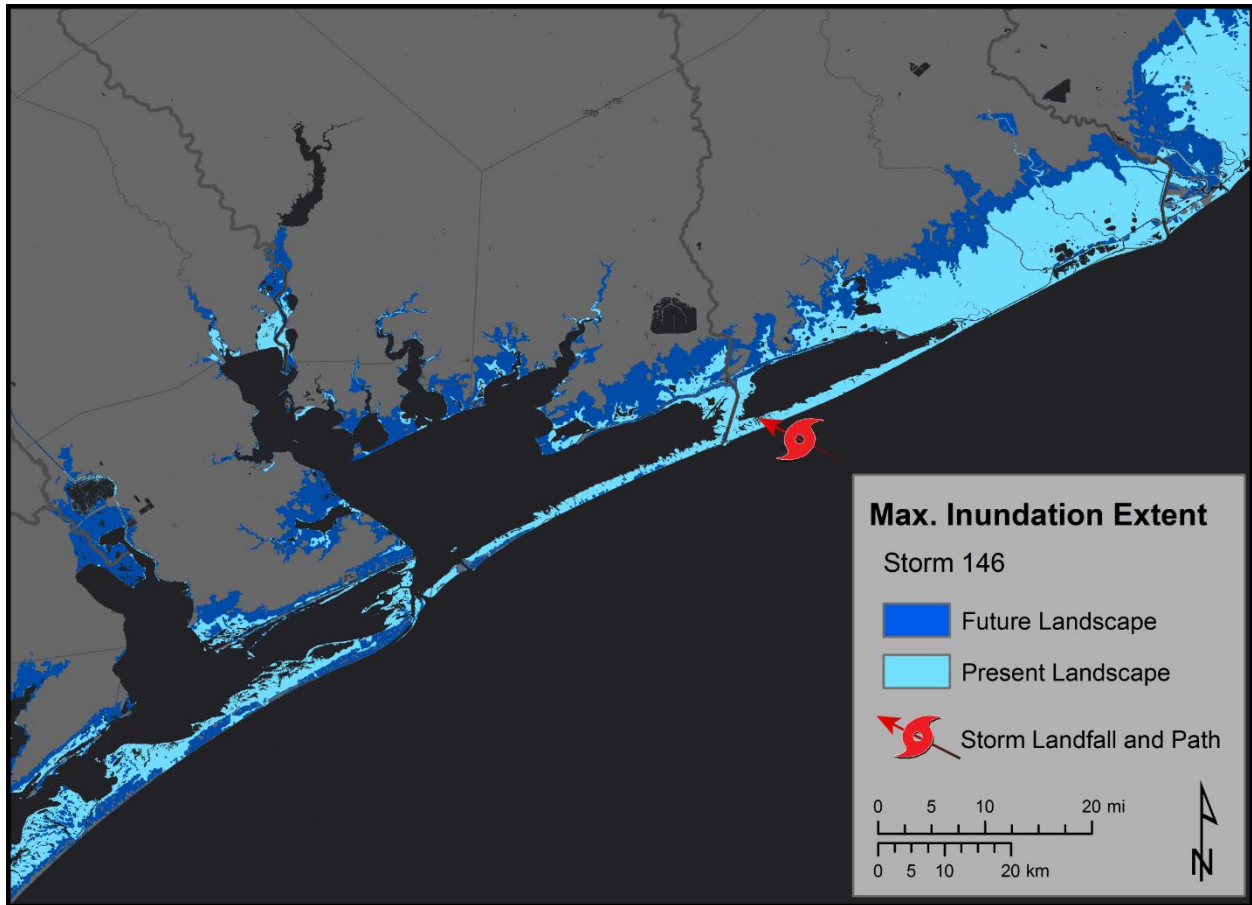 Max. Inundation Extent
Storm 146
Future Landscape
Present Landscape
Storm Landfall and Path
0 5 10 20 mi
0 5 10 20 km
N